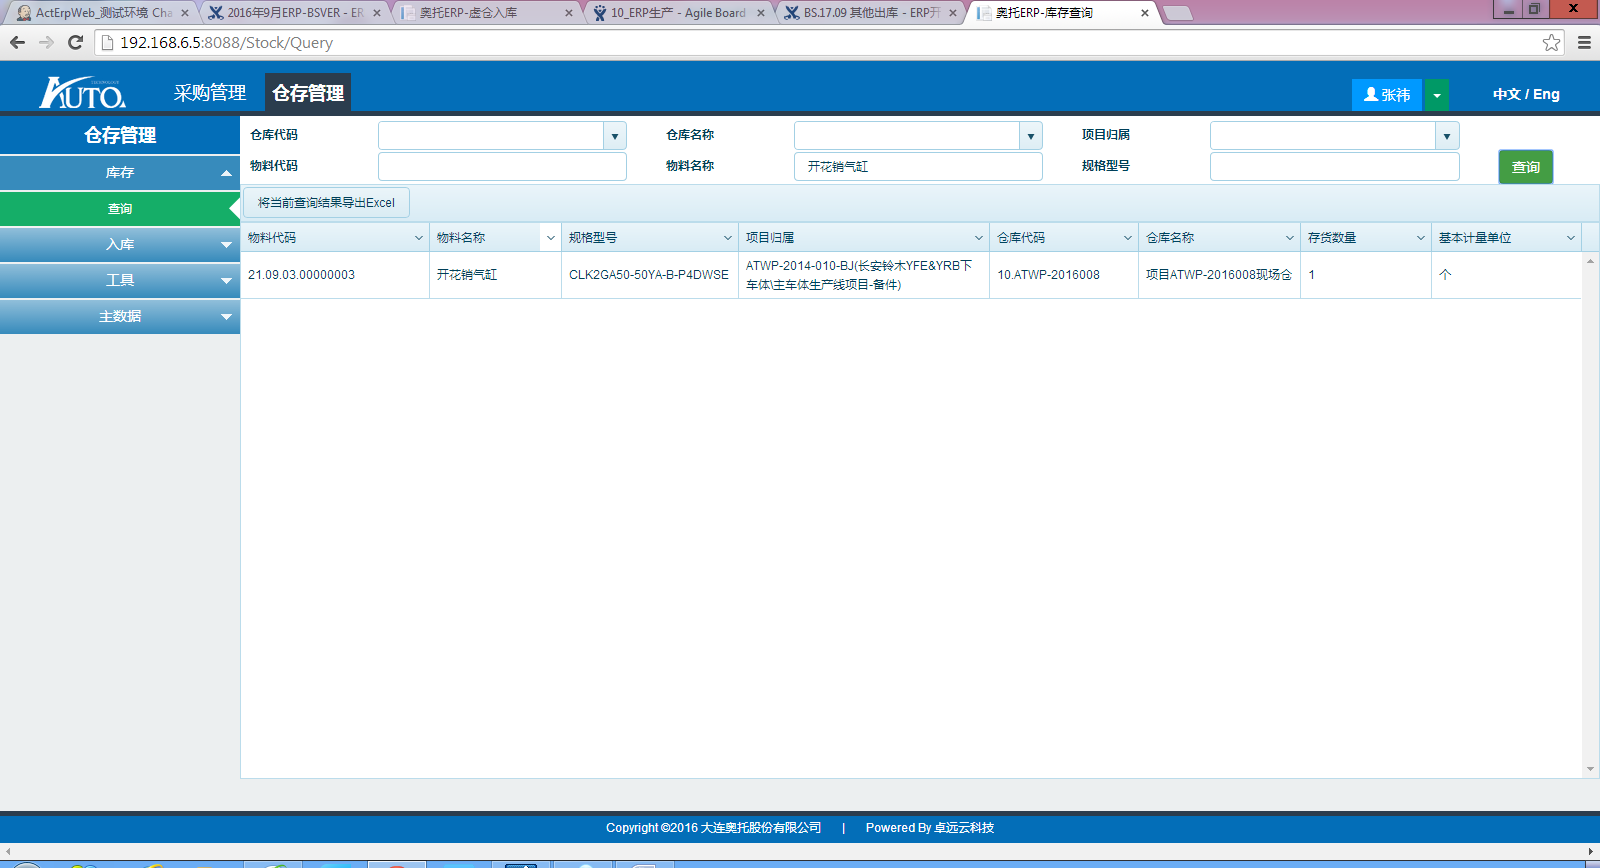 ActErpWeb_测试环境 Cha
2016年9月ERP-BSVER - ER
奥托ERP-虚仓入库
10_ERP生产 - Agile Board
BS.17.09 其他出库 - ERP开
奥托ERP-库存查询
192.168.6.5:8088/Stock/Query
AUTO.
TECHNOLOGY
采购管理
仓存管理
张祎
中文 / Eng
仓存管理
库存
查询
入库
工具
主数据
仓库代码
仓库名称
项目归属
物料代码
物料名称
开花销气缸
规格型号
查询
将当前查询结果导出Excel
物料代码 物料名称 规格型号 项目归属 仓库代码 仓库名称 存货数量 基本计量单位
21.09.03.00000003 开花销气缸 CLK2GA50-50YA-B-P4DWSE ATWP-2014-010-BJ(长安铃木YFE&YRB下
车体\主车体生产线项目-备件) 10.ATWP-2016008 项目ATWP-2016008现场仓 1 个
Copyright ©2016 大连奥托股份有限公司 | Powered By 卓远云科技